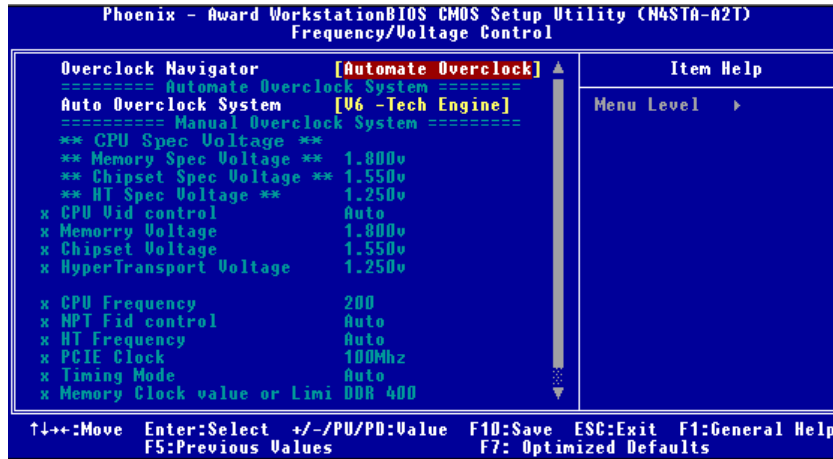 Phoenix - Award WorkstationBIOS CMOS Setup Utility (N4STA-A2T)
Frequency/Voltage Control
Overclock Navigator [Automate Overclock]
========= Automate Overclock System ========
Auto Overclock System [V6 -Tech Engine]
========== Manual Overclock System =========
** CPU Spec Voltage **
** Memory Spec Voltage ** 1.800v
** Chipset Spec Voltage ** 1.550v
** HT Spec Voltage ** 1.250v
x CPU Vid control Auto
x Memorry Voltage 1.800v
x Chipset Voltage 1.550v
x HyperTransport Voltage 1.250v
x CPU Frequency 200
x NPT Fid control Auto
x HT Frequency Auto
x PCIE Clock 100Mhz
x Timing Mode Auto
x Memory Clock value or Limi DDR 400
Item Help
Menu Level ▸
↑↓→←:Move Enter:Select +/-/PU/PD:Value F10:Save ESC:Exit F1:General Help
F5:Previous Values F7: Optimized Defaults